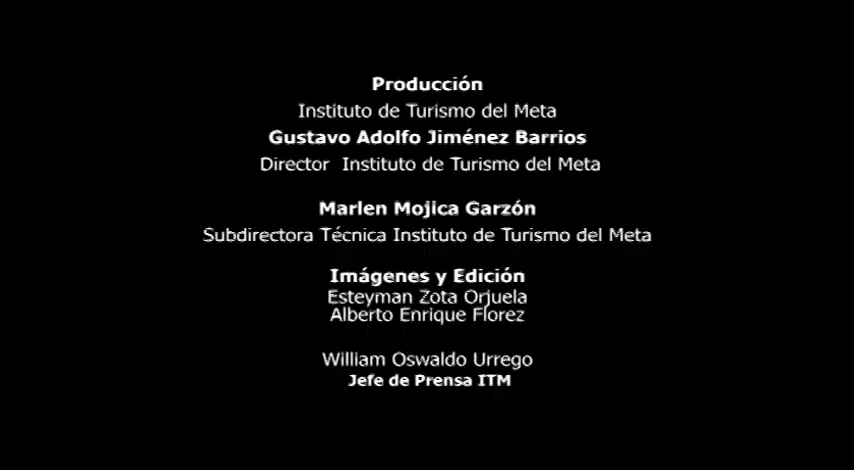 Producción
Instituto de Turismo del Meta
Gustavo Adolfo Jiménez Barrios
Director Instituto de Turismo del Meta
Marlen Mojica Garzón
Subdirectora Técnica Instituto de Turismo del Meta
Imágenes y Edición
Esteyman Zota Orjuela
Alberto Enrique Florez
William Oswaldo Urrego
Jefe de Prensa ITM